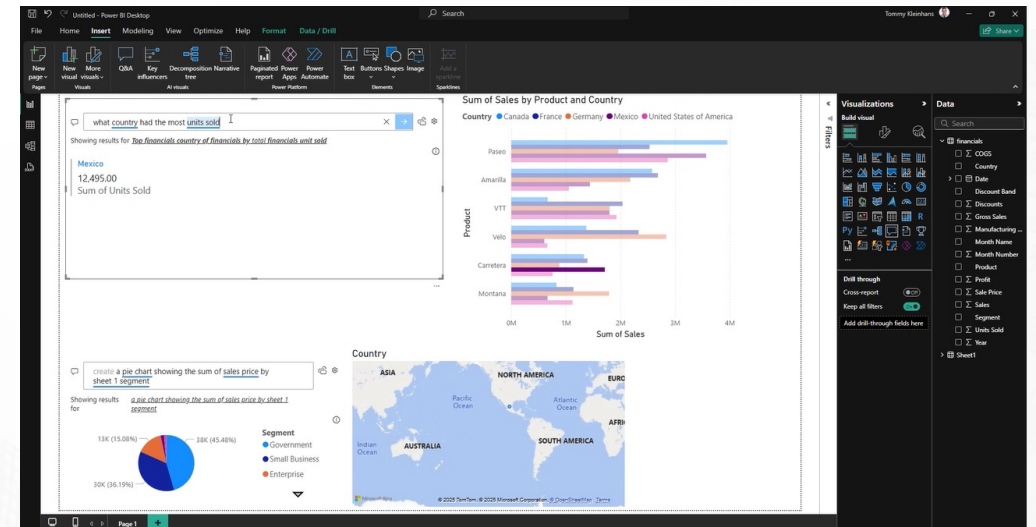 Untitled - Power BI Desktop
Search
Tommy Kleinhans
File Home Insert Modeling View Optimize Help Format Data / Drill
Share
New page
New visual
More visuals
Q&A
Key influencers
Decomposition tree
Narrative
Paginated report
Power Apps
Power Automate
Text box
Buttons
Shapes
Image
Add a sparkline
Pages
Visuals
AI visuals
Power Platform
Elements
Sparklines
what country had the most units sold
Showing results for Top financials country of financials by total financials unit sold
Mexico
12,495.00
Sum of Units Sold
Sum of Sales by Product and Country
Country Canada France Germany Mexico United States of America
Product
Paseo
Amarilla
VTT
Velo
Carretera
Montana
0M 1M 2M 3M 4M
Sum of Sales
create a pie chart showing the sum of sales price by
sheet 1 segment
Showing results for
a pie chart showing the sum of sales price by sheet 1
segment
13K (15.08%)
38K (45.48%)
30K (36.19%)
Segment
Government
Small Business
Enterprise
Country
ASIA
NORTH AMERICA
EURO
Pacific
Ocean
Atlantic
Ocean
AFRI
Indian
Ocean
AUSTRALIA
SOUTH AMERICA
© 2025 TomTom, © 2025 Microsoft Corporation, © OpenStreetMap Terms
Filters
Visualizations
Build visual
R
Py
...
Drill through
Cross-report
Off
Keep all filters
On
Add drill-through fields here
Data
Search
financials
COGS
Country
Date
Discount Band
Discounts
Gross Sales
Manufacturing ...
Month Name
Month Number
Product
Profit
Sale Price
Sales
Segment
Units Sold
Year
Sheet1
Page 1